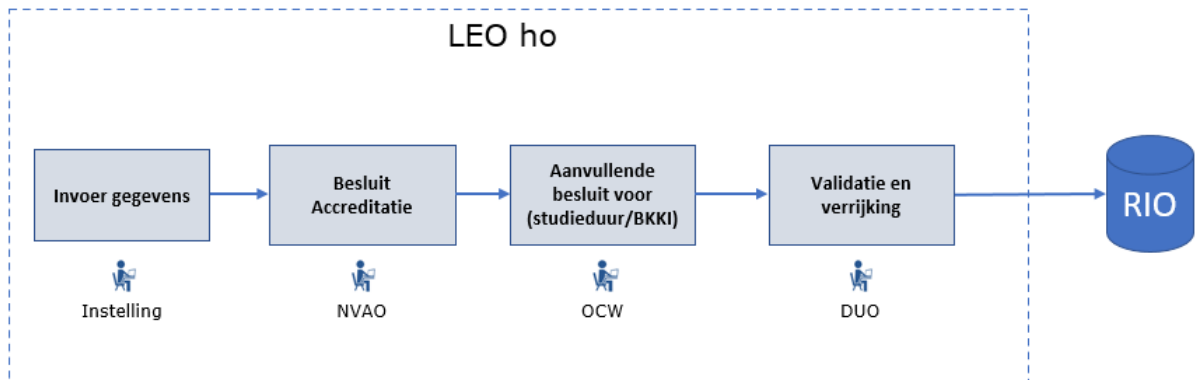 LEO ho
Invoer gegevens
Besluit
Accreditatie
Aanvullende
besluit voor
(studieduur/BKKI)
Validatie en
verrijking
RIO
Instelling
NVAO
OCW
DUO